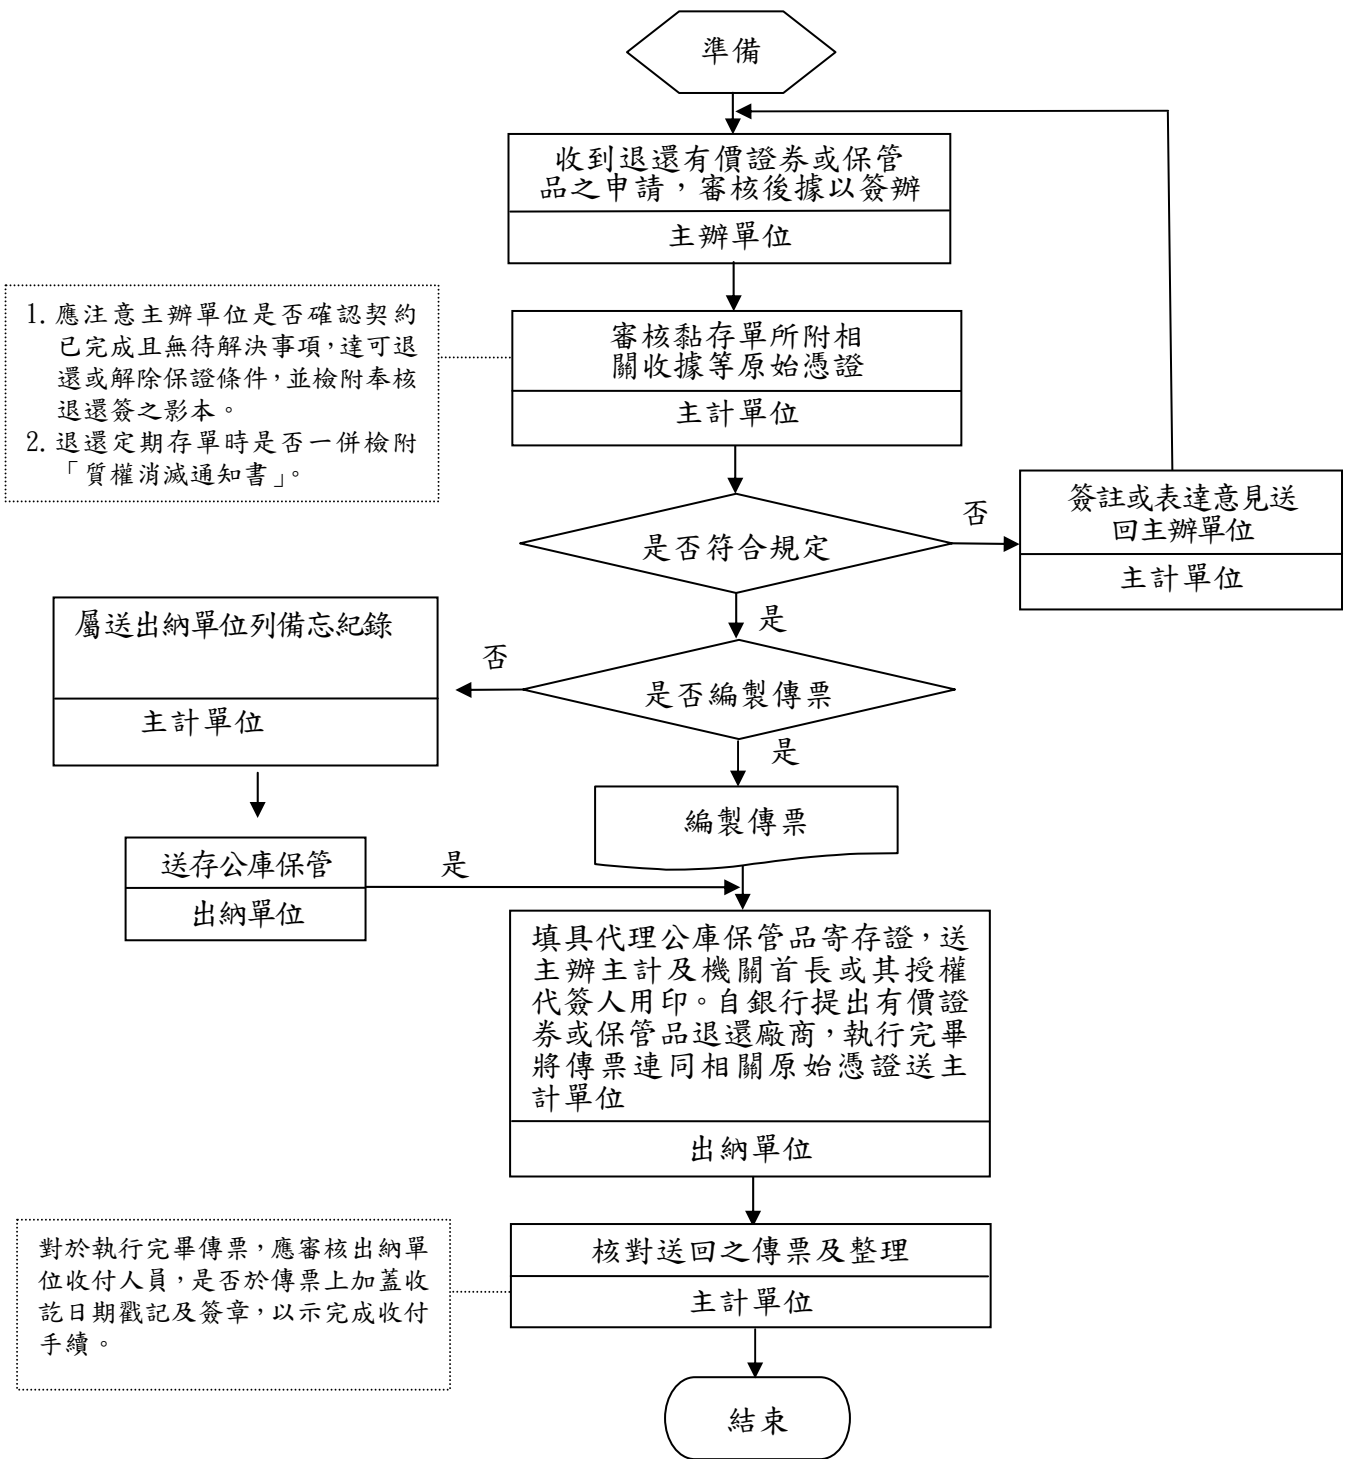 準備
收到退還有價證券或保管
品之申請，審核後據以簽辦
主辦單位
1. 應注意主辦單位是否確認契約
已完成且無待解決事項，達可退
還或解除保證條件，並檢附奉核
退還簽之影本。
2. 退還定期存單時是否一併檢附
「質權消滅通知書」。
審核黏存單所附相
關收據等原始憑證
主計單位
是否符合規定
否
簽註或表達意見送
回主辦單位
主計單位
是
是否編製傳票
否
屬送出納單位列備忘紀錄
主計單位
是
編製傳票
送存公庫保管
出納單位
是
填具代理公庫保管品寄存證，送
主辦主計及機關首長或其授權
代簽人用印。自銀行提出有價證
券或保管品退還廠商，執行完畢
將傳票連同相關原始憑證送主
計單位
出納單位
對於執行完畢傳票，應審核出納單
位收付人員，是否於傳票上加蓋收
訖日期戳記及簽章，以示完成收付
手續。
核對送回之傳票及整理
主計單位
結束